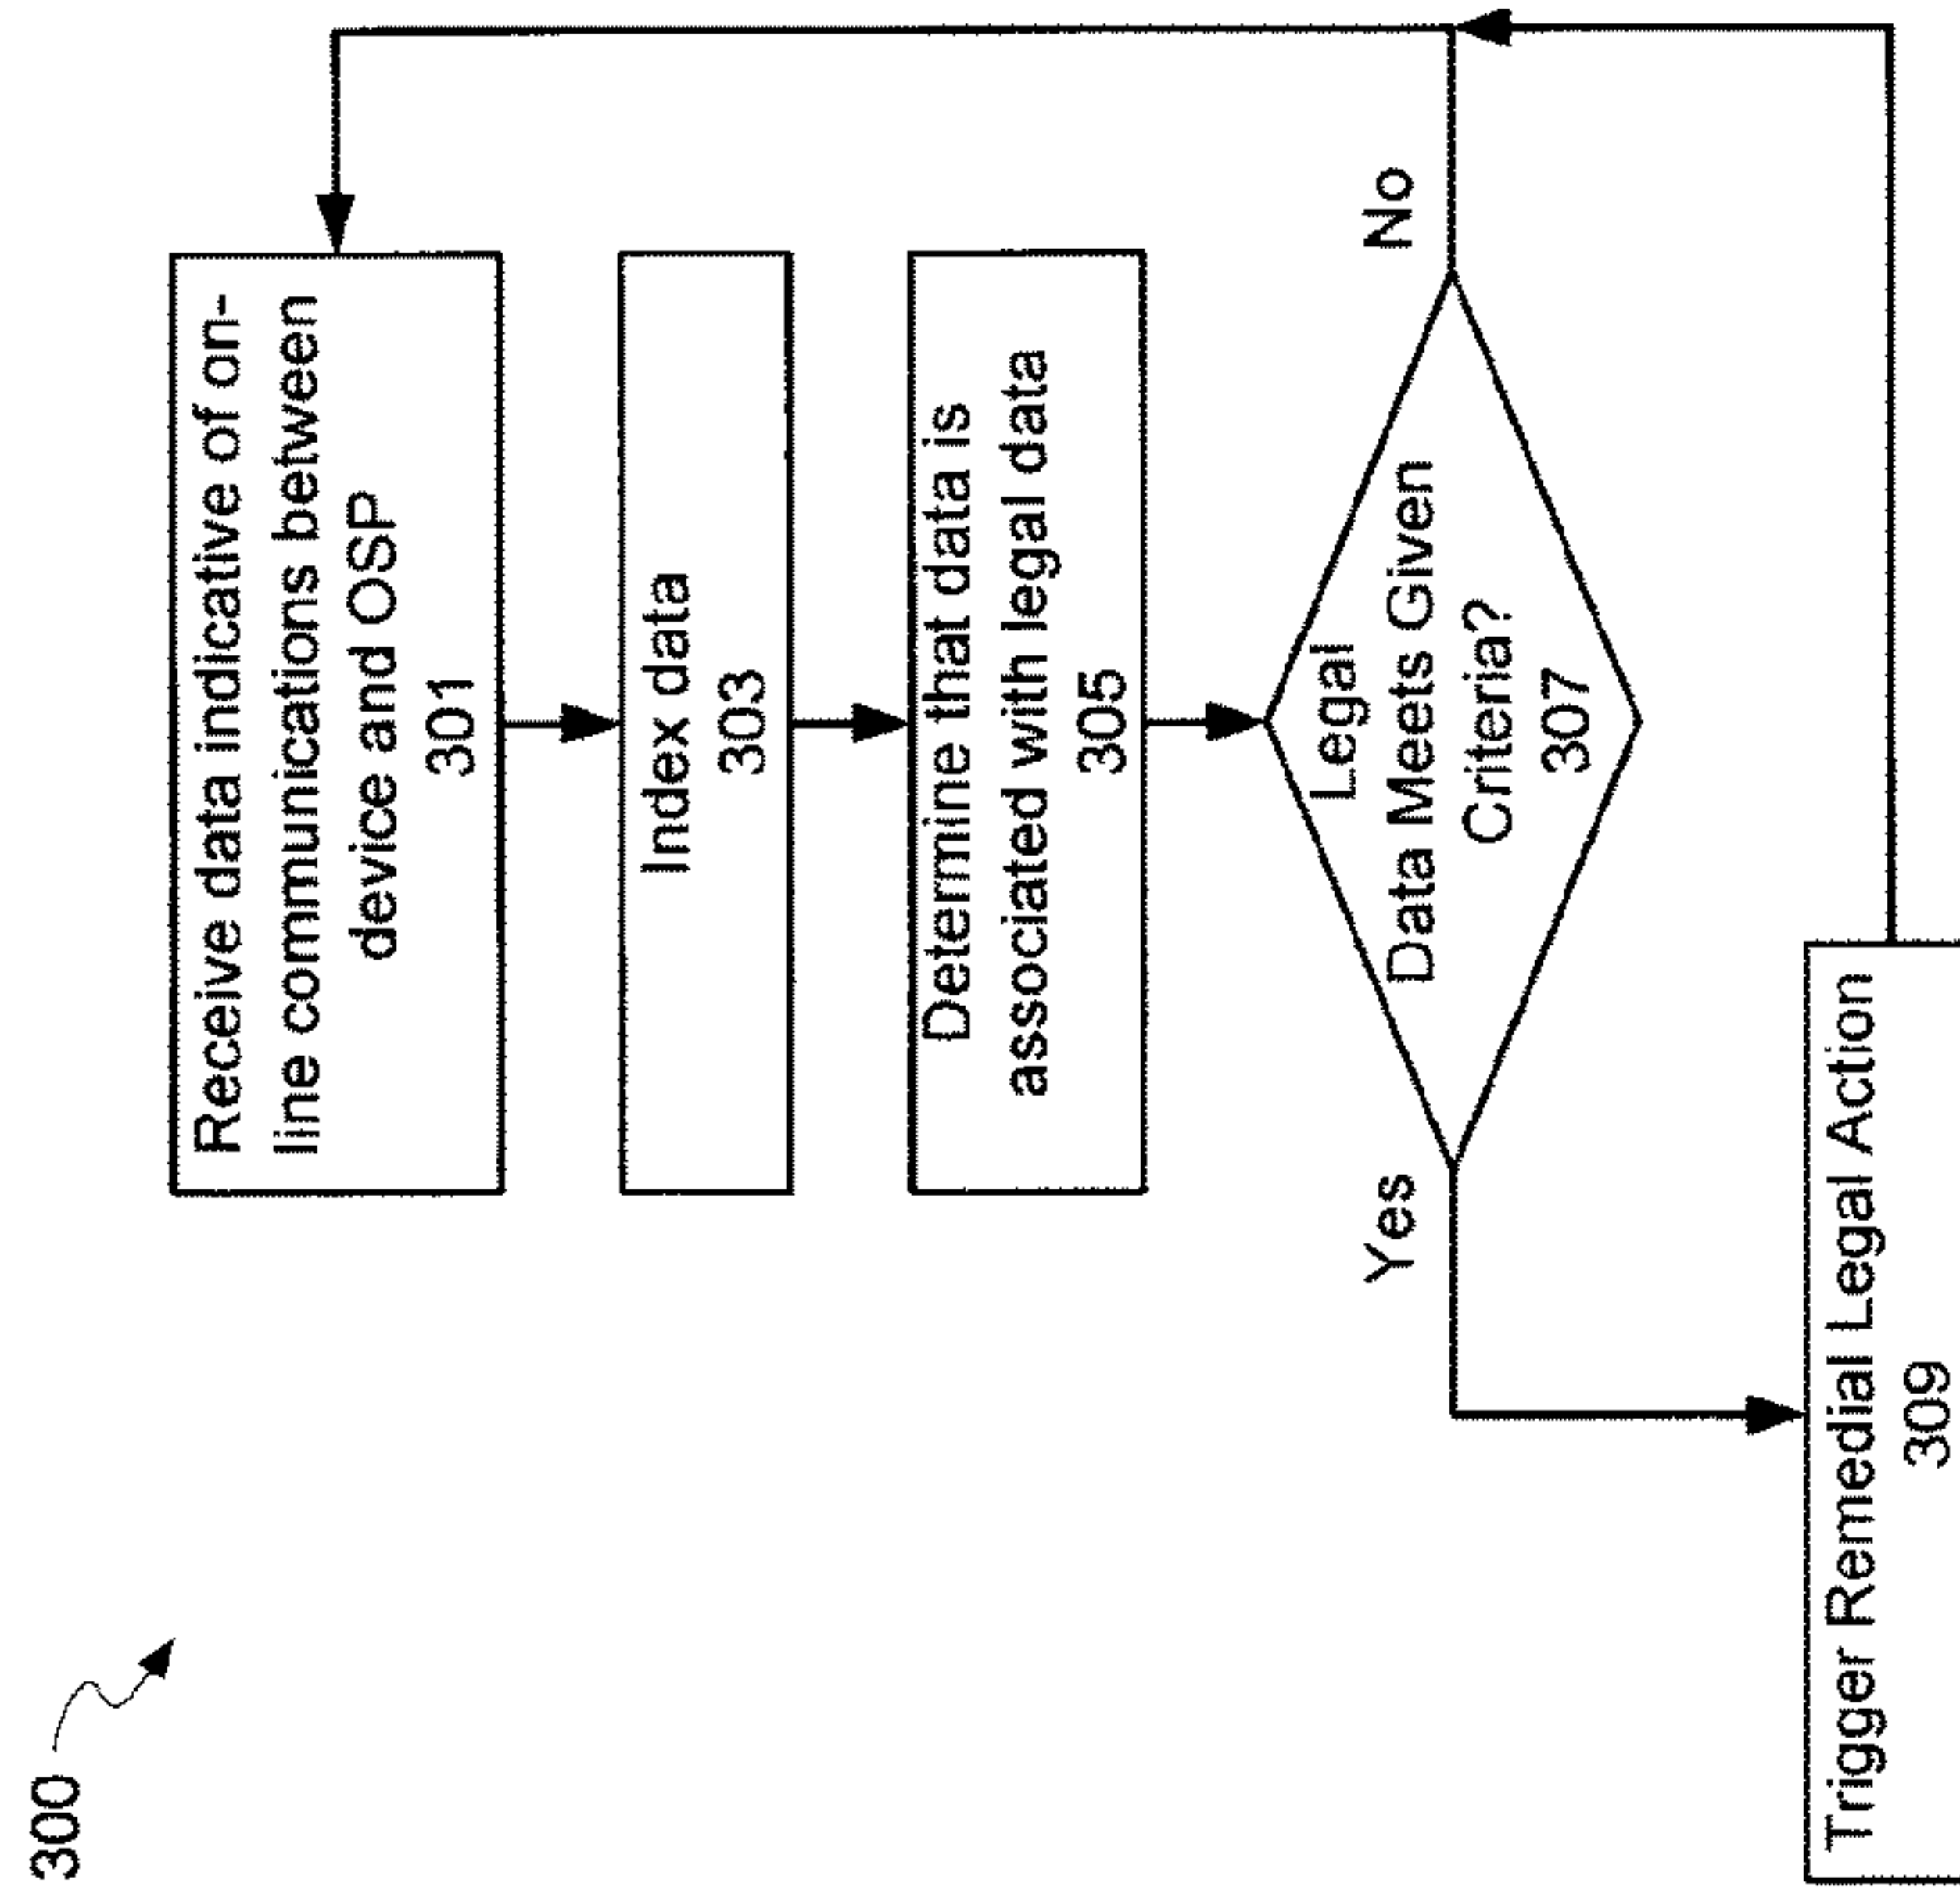 300
Receive data indicative of on-
line communications between
device and OSP
301
Index data
303
Determine that data is
associated with legal data
305
Legal
Data Meets Given
Criteria?
307
Yes
No
Trigger Remedial Legal Action
309